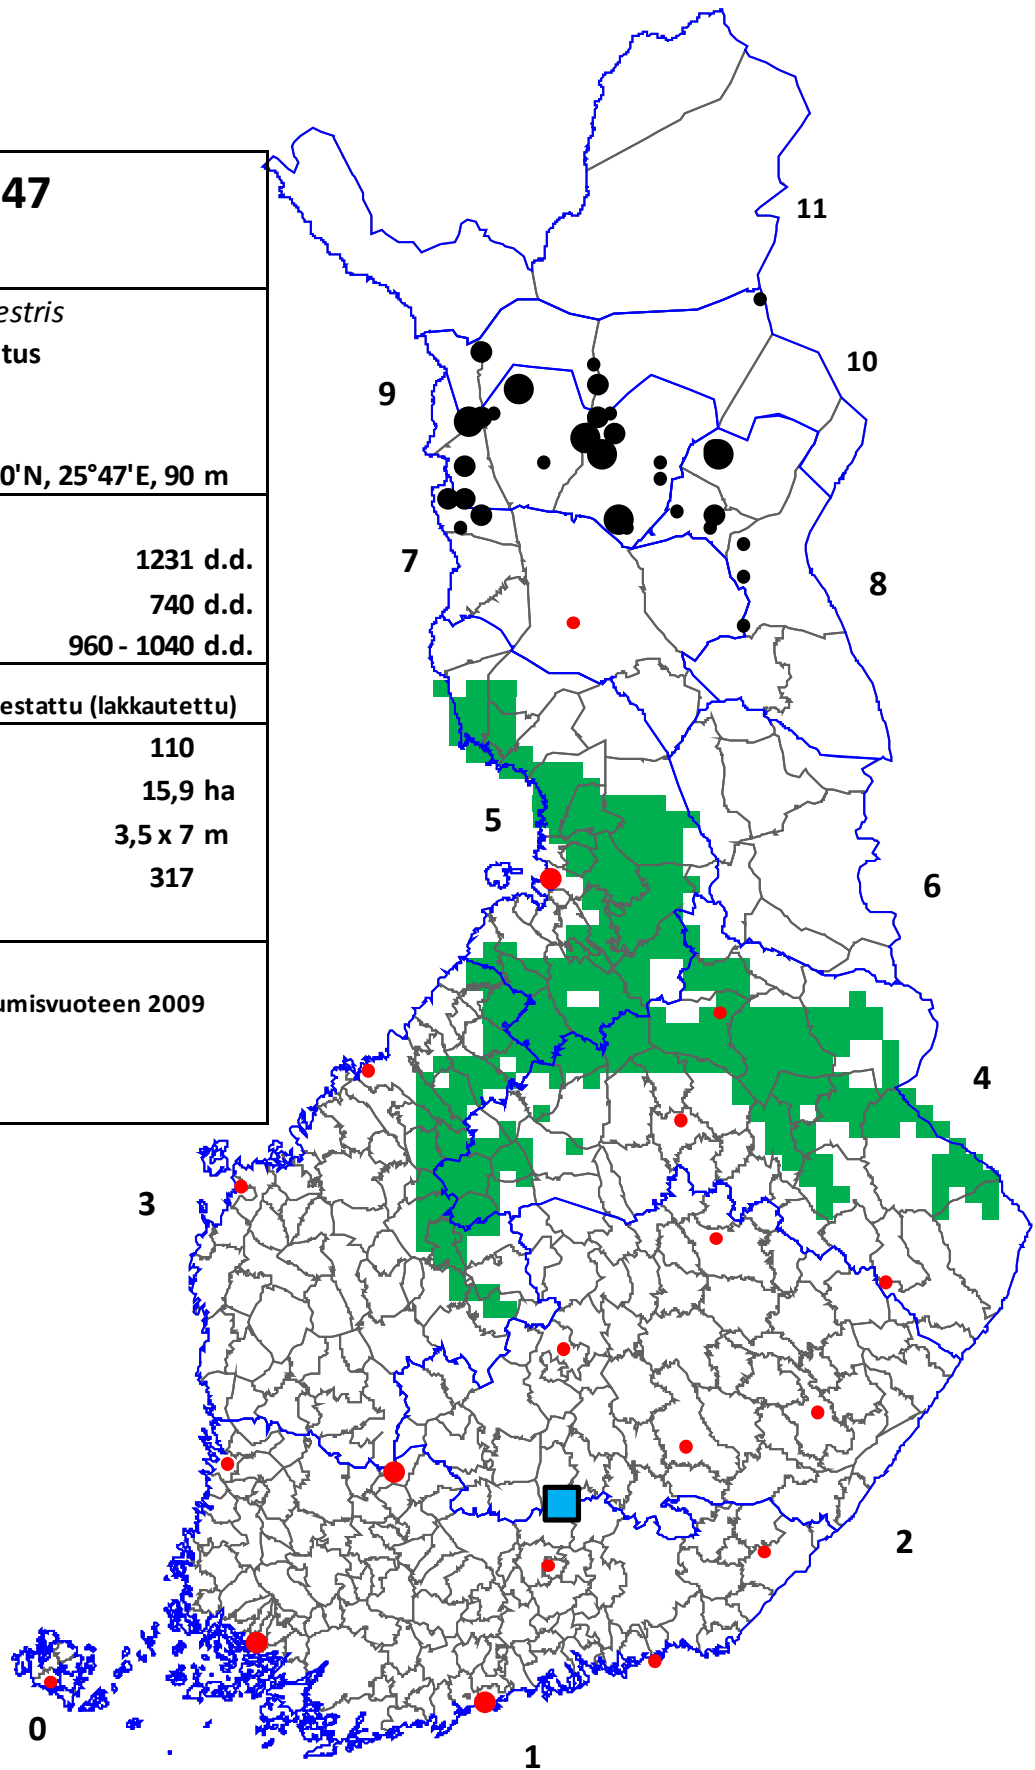 47
estris
tus
0'N, 25°47'E, 90 m
1231 d.d.
740 d.d.
960 - 1040 d.d.
estattu (lakkautettu)
110
15,9 ha
3,5 x 7 m
317
umisvuoteen 2009
11
10
9
7
8
5
6
4
3
2
0
1